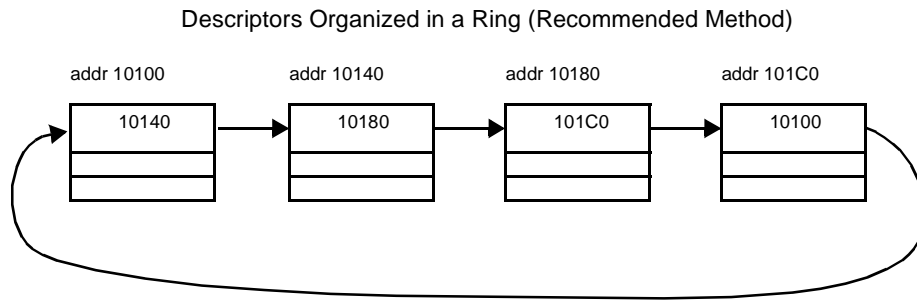 Descriptors Organized in a Ring (Recommended Method)
addr 10100 addr 10140 addr 10180 addr 101C0
10140 10180 101C0 10100